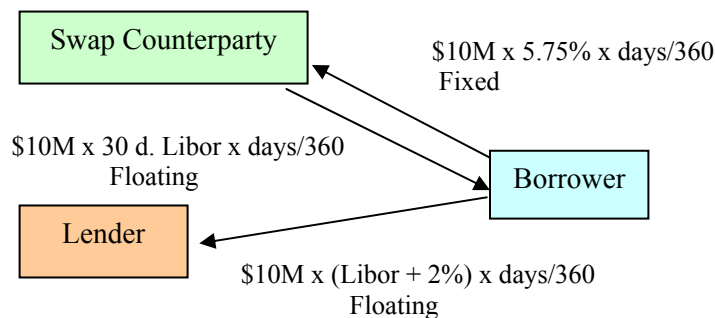 Swap Counterparty
$10M x 5.75% x days/360
Fixed
$10M x 30 d. Libor x days/360
Floating
Borrower
Lender
$10M x (Libor + 2%) x days/360
Floating